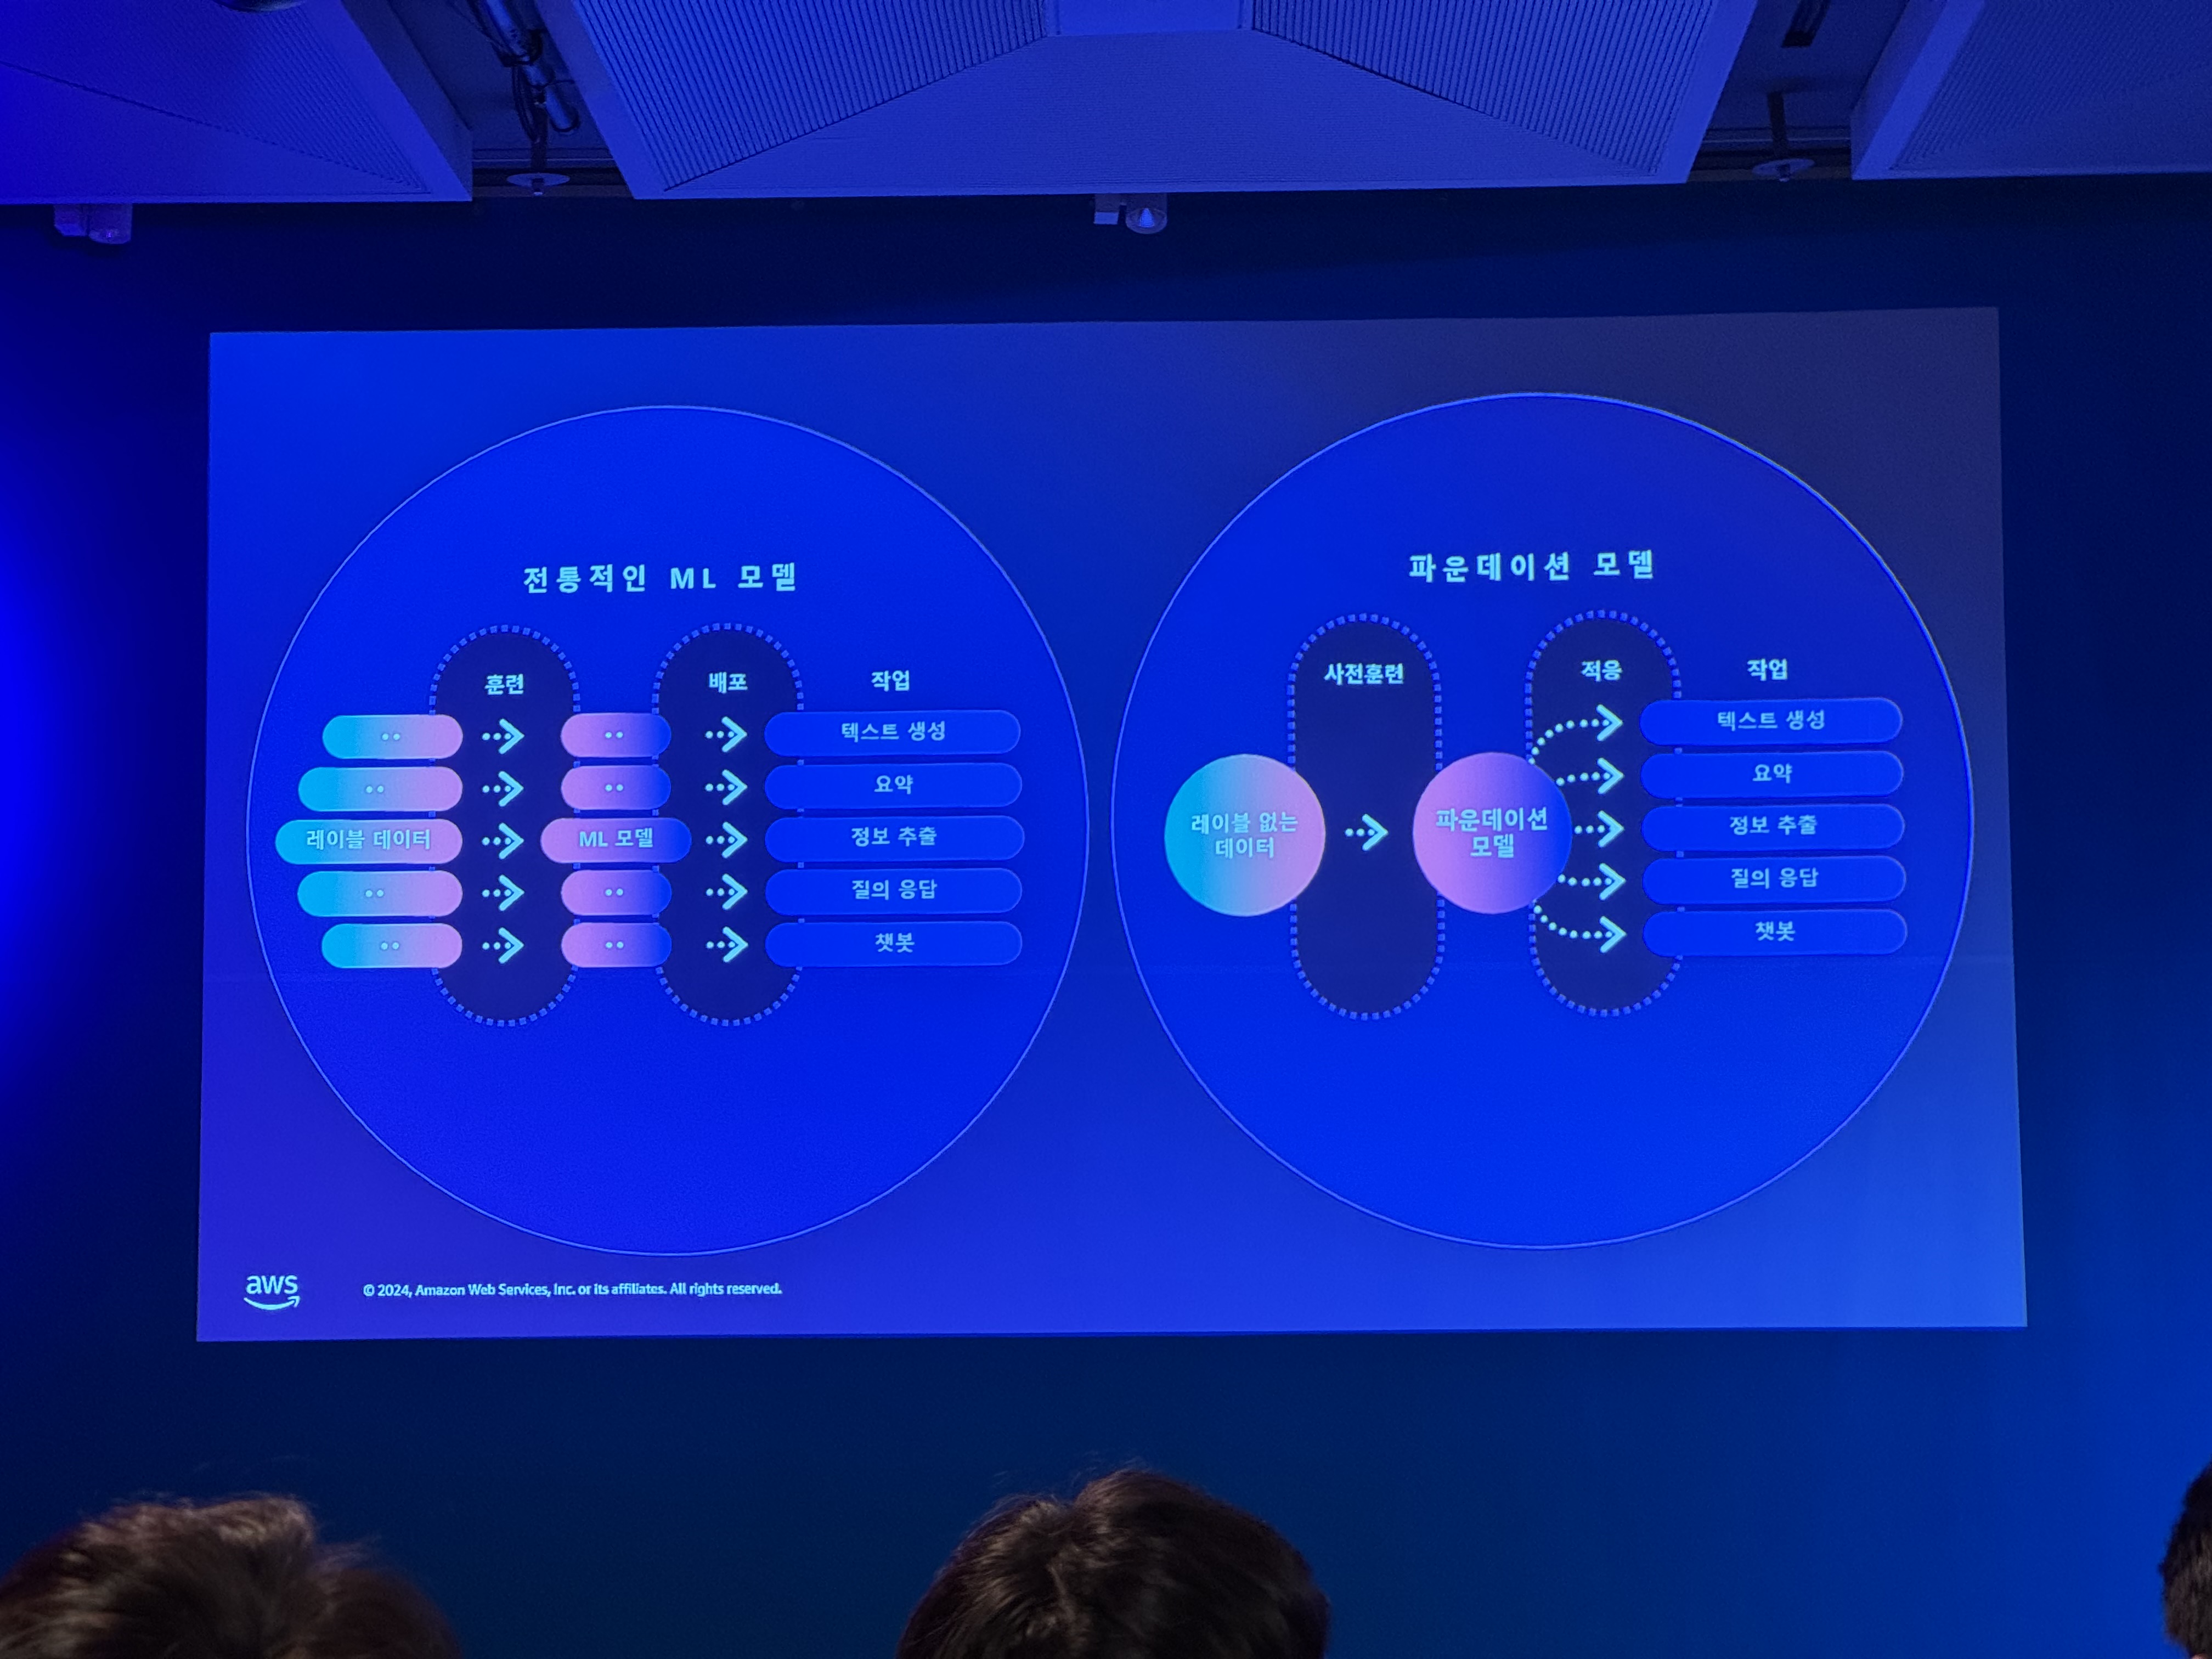 전통적인 ML 모델
훈련
배포
작업
텍스트 생성
요약
레이블 데이터
ML 모델
정보 추출
질의 응답
챗봇
파운데이션 모델
사전훈련
적응
작업
레이블 없는
데이터
파운데이션
모델
텍스트 생성
요약
정보 추출
질의 응답
챗봇
aws
© 2024, Amazon Web Services, Inc. or its affiliates. All rights reserved.